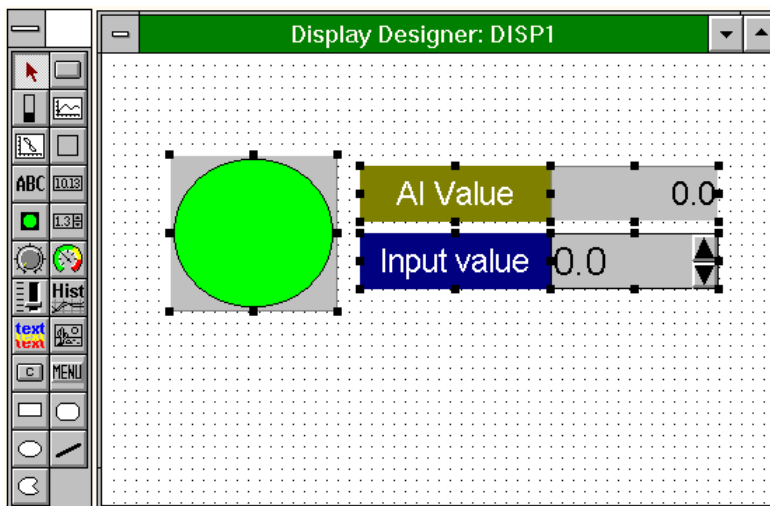 Display Designer: DISP1
ABC
10.13
1.3
Hist
text
text
C
MENU
AI Value
0.0
Input value
0.0